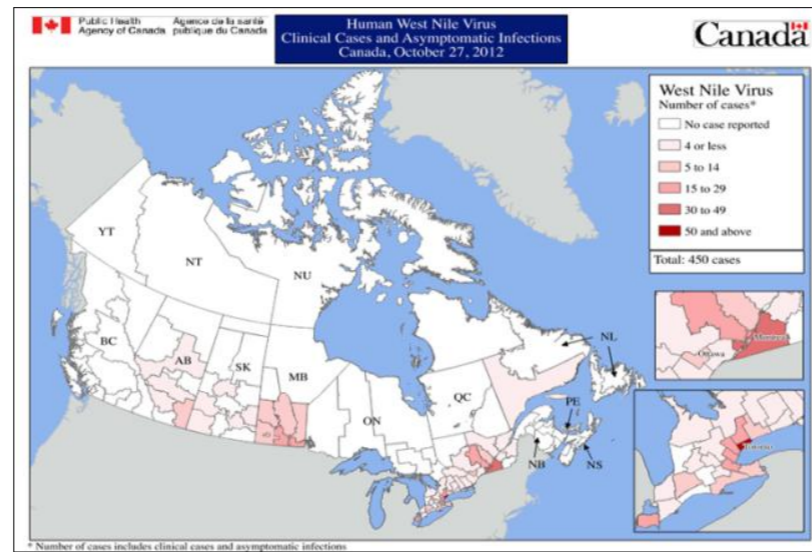 Public Health
Agency of Canada
Agence de la santé
publique du Canada
Human West Nile Virus
Clinical Cases and Asymptomatic Infections
Canada, October 27, 2012
Canada
West Nile Virus
Number of cases*
No case reported
4 or less
5 to 14
15 to 29
30 to 49
50 and above
Total: 450 cases
YT
NT
NU
BC
AB
SK
MB
ON
QC
NL
PE
NB
NS
Ottawa
Montreal
Toronto
* Number of cases includes clinical cases and asymptomatic infections